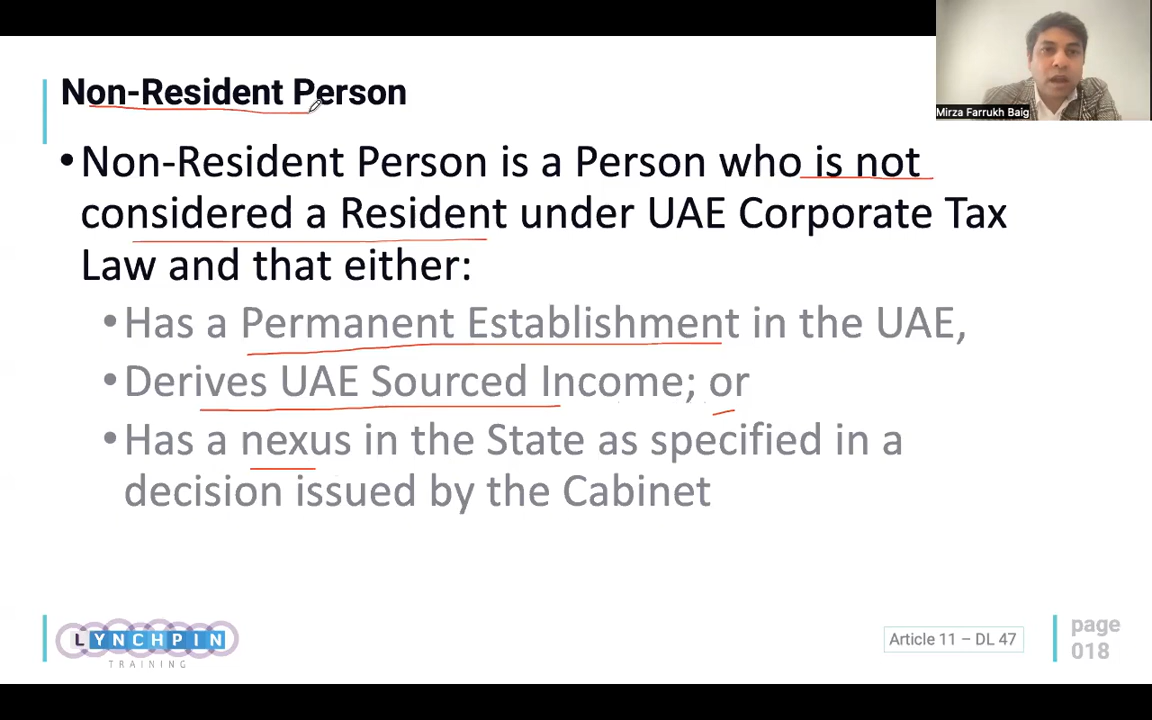 Non-Resident Person
Mirza Farrukh Baig
•Non-Resident Person is a Person who is not
considered a Resident under UAE Corporate Tax
Law and that either:
•Has a Permanent Establishment in the UAE,
•Derives UAE Sourced Income; or
•Has a nexus in the State as specified in a
decision issued by the Cabinet
LYNCHPIN
TRAINING
Article 11 – DL 47
page
018